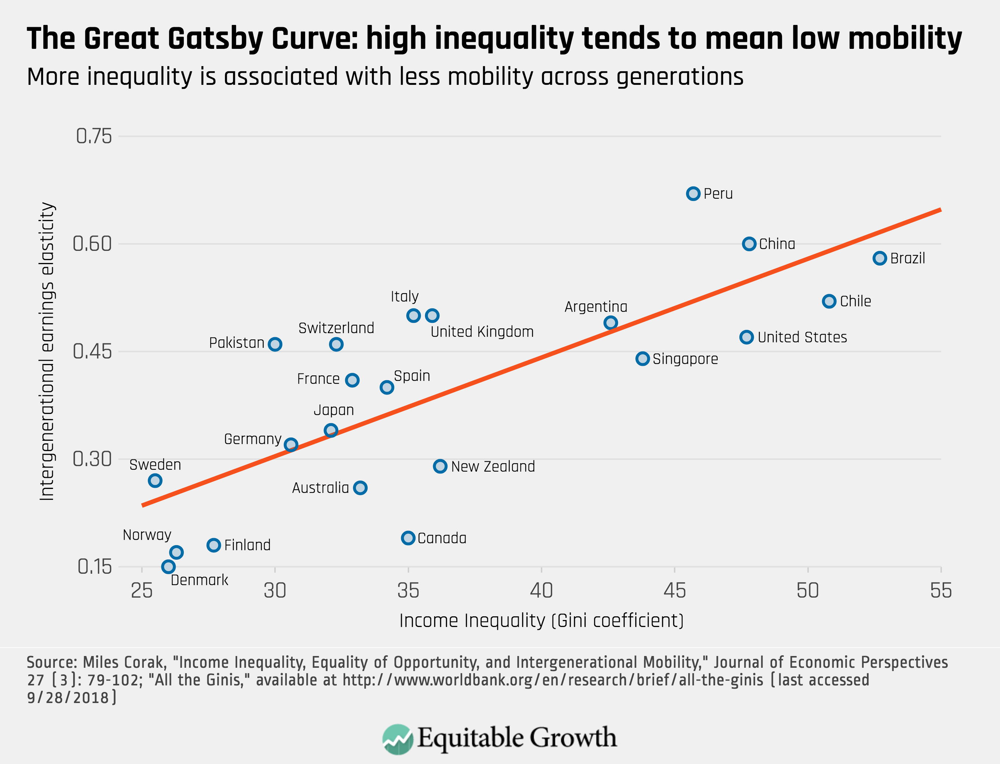 The Great Gatsby Curve: high inequality tends to mean low mobility
More inequality is associated with less mobility across generations
Intergenerational earnings elasticity
0.75
0.60
0.45
0.30
0.15
Peru
China
Brazil
Italy
Chile
Argentina
Switzerland
United Kingdom
United States
Pakistan
Singapore
France
Spain
Japan
Germany
Sweden
New Zealand
Australia
Norway
Finland
Canada
Denmark
25 30 35 40 45 50 55
Income Inequality (Gini coefficient)
Source: Miles Corak, "Income Inequality, Equality of Opportunity, and Intergenerational Mobility," Journal of Economic Perspectives
27 (3): 79-102; "All the Ginis," available at http://www.worldbank.org/en/research/brief/all-the-ginis (last accessed
9/28/2018)
Equitable Growth